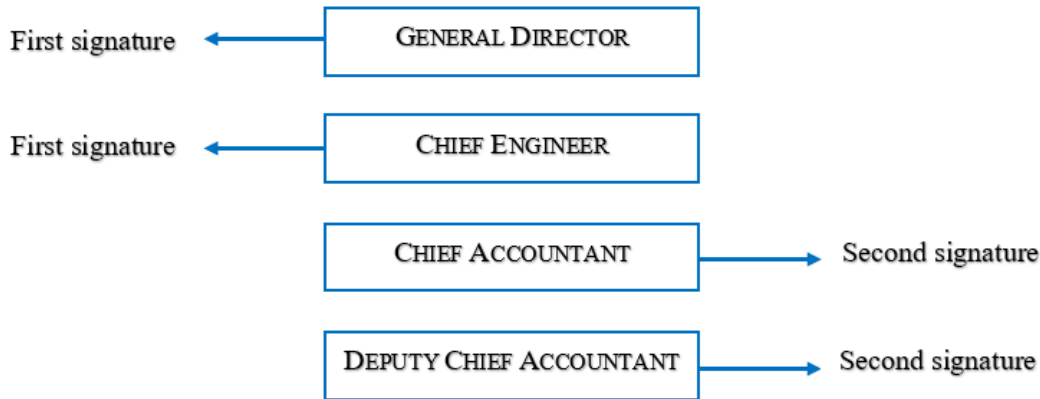 First signature
GENERAL DIRECTOR
First signature
CHIEF ENGINEER
CHIEF ACCOUNTANT
Second signature
DEPUTY CHIEF ACCOUNTANT
Second signature